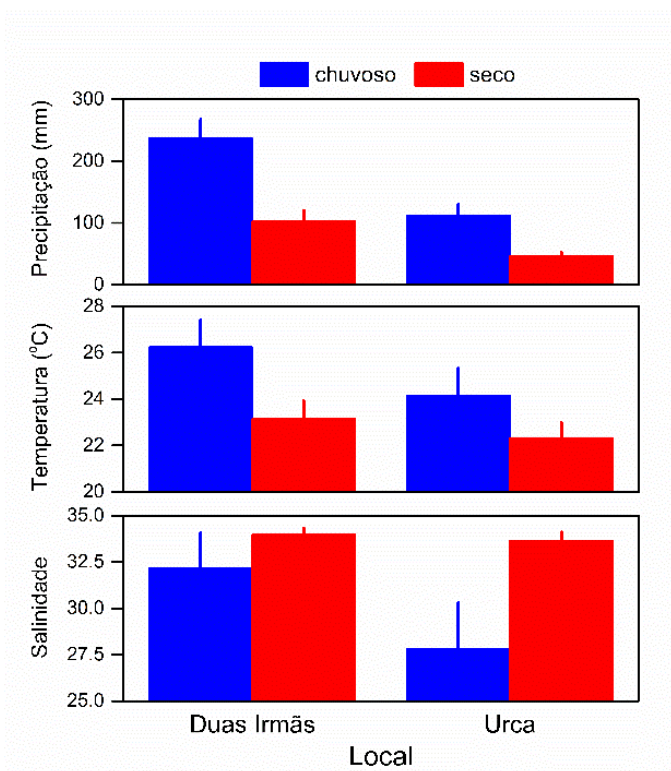 chuvoso seco
Precipitação (mm)
300
200
100
0
Temperatura (⁰C)
28
26
24
22
20
Salinidade
35.0
32.5
30.0
27.5
25.0
Duas Irmãs Urca
Local